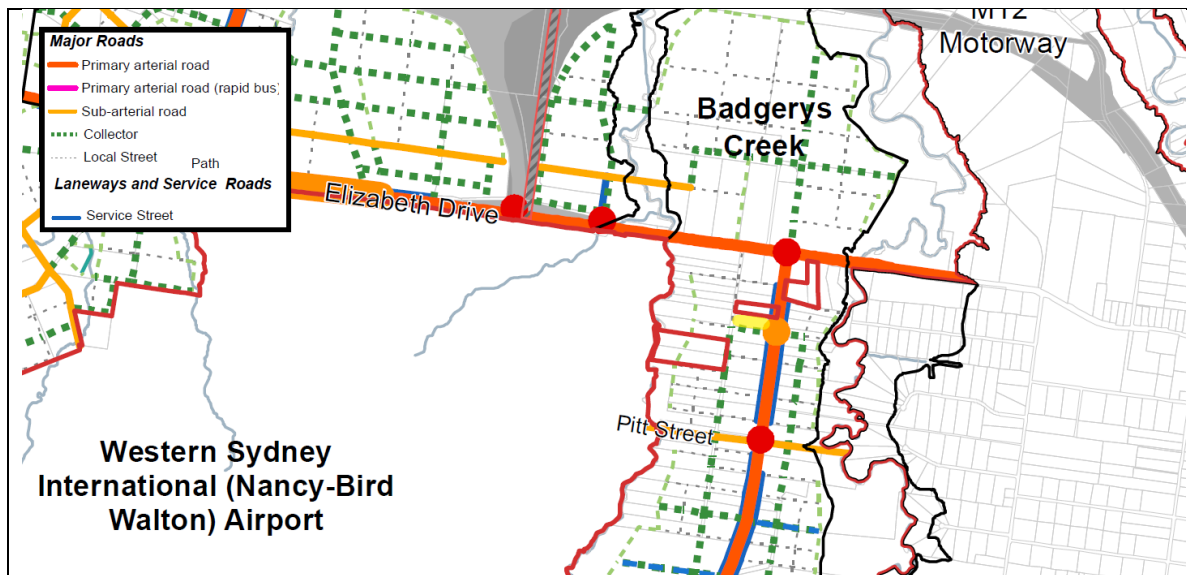 Major Roads
Primary arterial road
Primary arterial road (rapid bus)
Sub-arterial road
Collector
Local Street
Path
Laneways and Service Roads
Service Street
M12
Motorway
Badgerys
Creek
Elizabeth Drive
Pitt Street
Western Sydney
International (Nancy-Bird
Walton) Airport